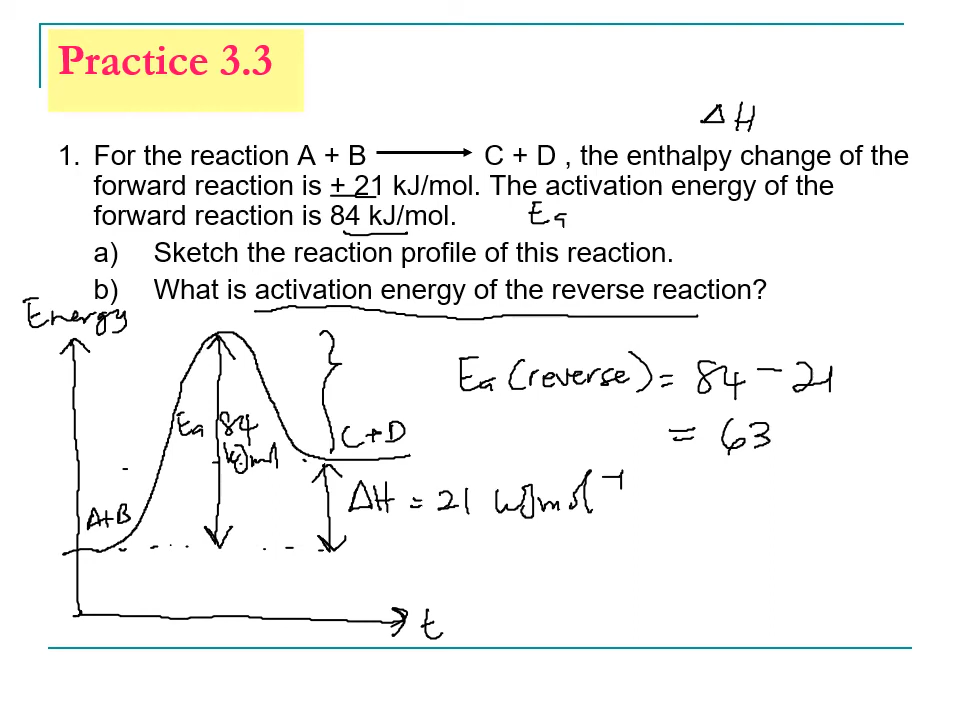 Practice 3.3
ΔH
1. For the reaction A + B ⟶ C + D , the enthalpy change of the
forward reaction is + 21 kJ/mol. The activation energy of the
forward reaction is 84 kJ/mol. Ea
a) Sketch the reaction profile of this reaction.
b) What is activation energy of the reverse reaction?
Energy
Ea (reverse) = 84 - 21
= 63
Ea 84
kJ/mol
C+D
A+B
ΔH = 21 kJmol⁻¹
t